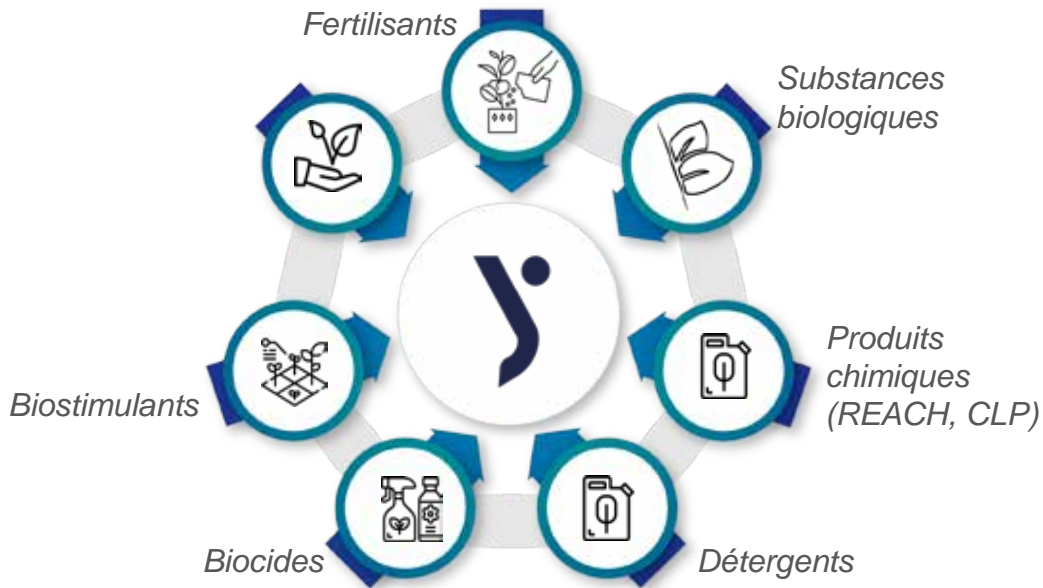 Fertilisants
Substances
biologiques
Produits
chimiques
(REACH, CLP)
Biostimulants
Biocides
Détergents